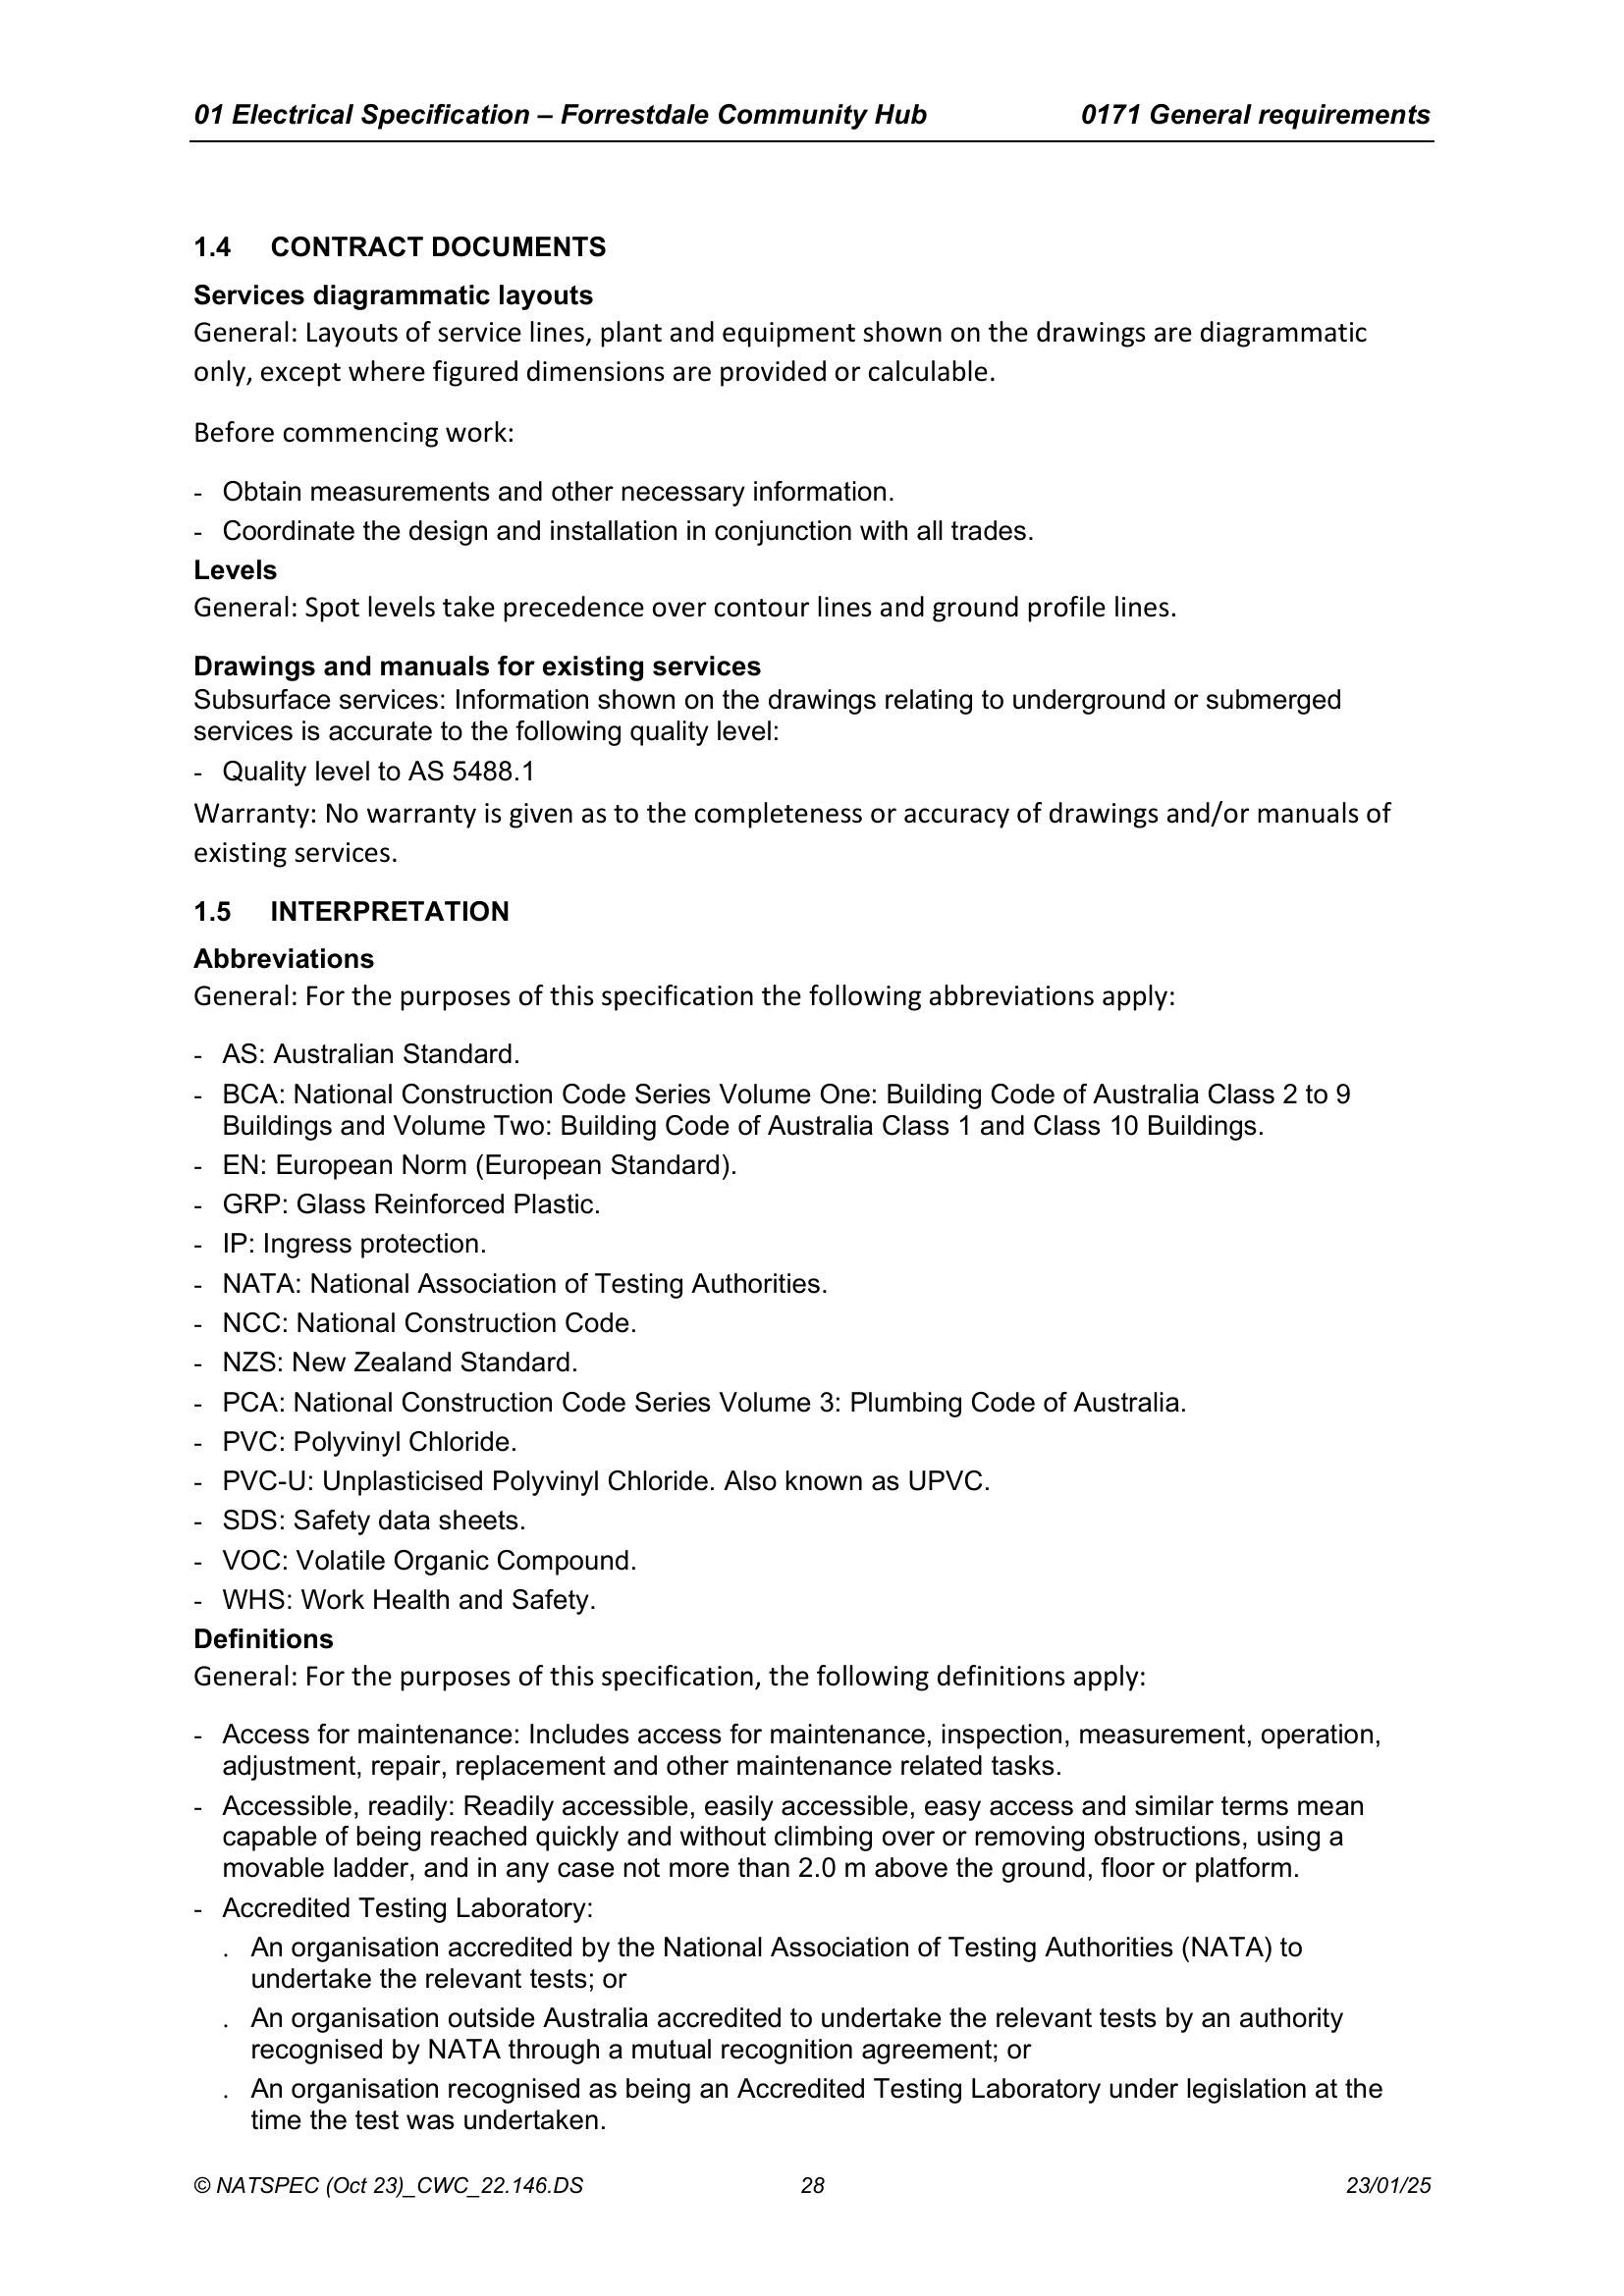 01 Electrical Specification – Forrestdale Community Hub 0171 General requirements
1.4 CONTRACT DOCUMENTS
Services diagrammatic layouts
General: Layouts of service lines, plant and equipment shown on the drawings are diagrammatic
only, except where figured dimensions are provided or calculable.
Before commencing work:
- Obtain measurements and other necessary information.
- Coordinate the design and installation in conjunction with all trades.
Levels
General: Spot levels take precedence over contour lines and ground profile lines.
Drawings and manuals for existing services
Subsurface services: Information shown on the drawings relating to underground or submerged
services is accurate to the following quality level:
- Quality level to AS 5488.1
Warranty: No warranty is given as to the completeness or accuracy of drawings and/or manuals of
existing services.
1.5 INTERPRETATION
Abbreviations
General: For the purposes of this specification the following abbreviations apply:
- AS: Australian Standard.
- BCA: National Construction Code Series Volume One: Building Code of Australia Class 2 to 9
Buildings and Volume Two: Building Code of Australia Class 1 and Class 10 Buildings.
- EN: European Norm (European Standard).
- GRP: Glass Reinforced Plastic.
- IP: Ingress protection.
- NATA: National Association of Testing Authorities.
- NCC: National Construction Code.
- NZS: New Zealand Standard.
- PCA: National Construction Code Series Volume 3: Plumbing Code of Australia.
- PVC: Polyvinyl Chloride.
- PVC-U: Unplasticised Polyvinyl Chloride. Also known as UPVC.
- SDS: Safety data sheets.
- VOC: Volatile Organic Compound.
- WHS: Work Health and Safety.
Definitions
General: For the purposes of this specification, the following definitions apply:
- Access for maintenance: Includes access for maintenance, inspection, measurement, operation,
adjustment, repair, replacement and other maintenance related tasks.
- Accessible, readily: Readily accessible, easily accessible, easy access and similar terms mean
capable of being reached quickly and without climbing over or removing obstructions, using a
movable ladder, and in any case not more than 2.0 m above the ground, floor or platform.
- Accredited Testing Laboratory:
. An organisation accredited by the National Association of Testing Authorities (NATA) to
undertake the relevant tests; or
. An organisation outside Australia accredited to undertake the relevant tests by an authority
recognised by NATA through a mutual recognition agreement; or
. An organisation recognised as being an Accredited Testing Laboratory under legislation at the
time the test was undertaken.
© NATSPEC (Oct 23)_CWC_22.146.DS 28 23/01/25